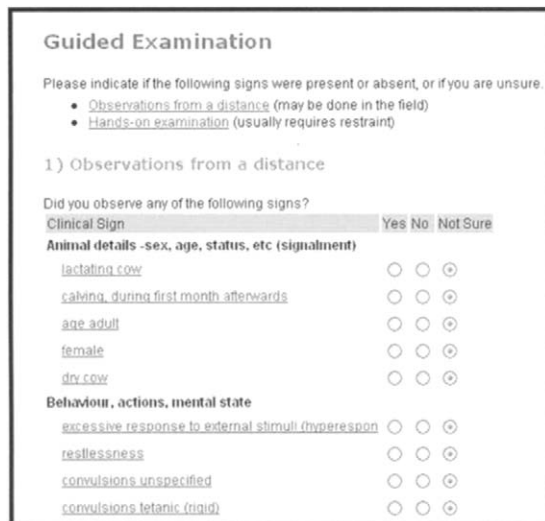 Guided Examination
Please indicate if the following signs were present or absent, or if you are unsure.
Observations from a distance (may be done in the field)
Hands-on examination (usually requires restraint)
1) Observations from a distance
Did you observe any of the following signs?
Clinical Sign Yes No Not Sure
Animal details -sex, age, status, etc (signalment)
lactating cow
calving, during first month afterwards
age adult
female
dry cow
Behaviour, actions, mental state
excessive response to external stimuli (hyperespon
restlessness
convulsions unspecified
convulsions tetanic (rigid)